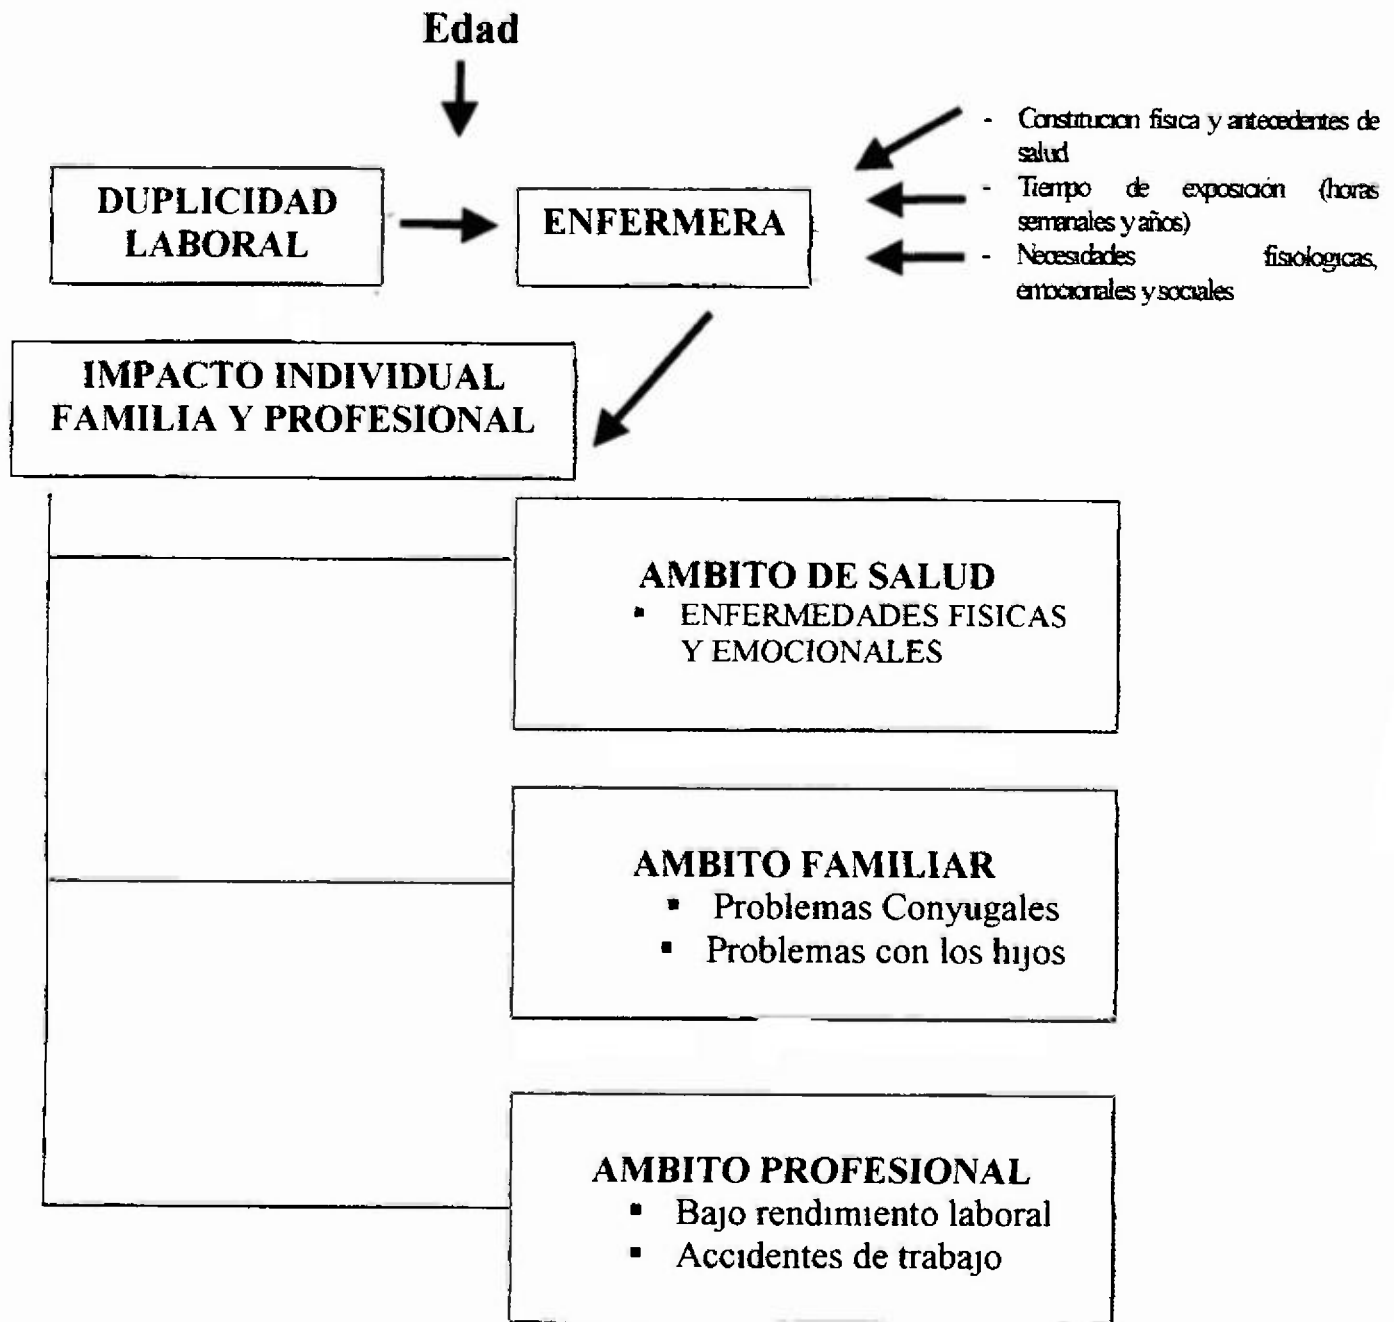 Edad
DUPLICIDAD
LABORAL
ENFERMERA
- Constitucion fisica y antecedentes de
salud
- Tiempo de exposición (horas
semanales y años)
- Necesidades fisiologicas,
emocionales y sociales
IMPACTO INDIVIDUAL
FAMILIA Y PROFESIONAL
AMBITO DE SALUD
▪ ENFERMEDADES FISICAS
Y EMOCIONALES
AMBITO FAMILIAR
▪ Problemas Conyugales
▪ Problemas con los hijos
AMBITO PROFESIONAL
▪ Bajo rendimiento laboral
▪ Accidentes de trabajo